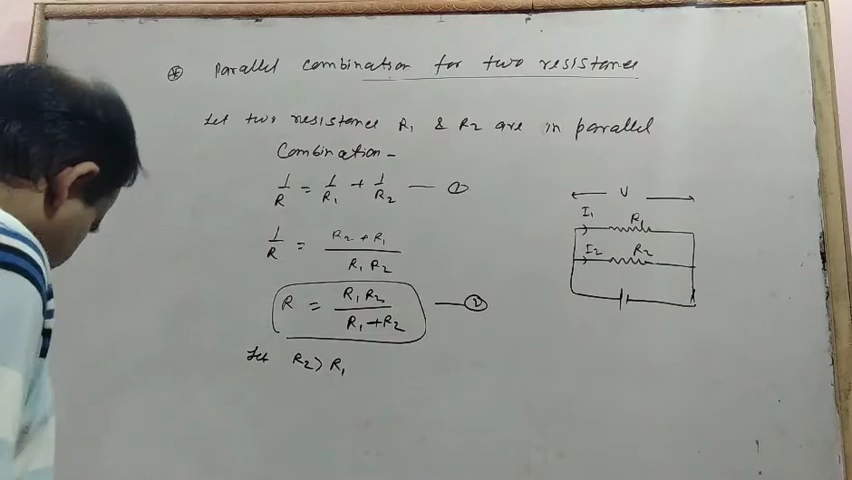 ⊛ Parallel combination for two resistance
Let two resistance R₁ & R₂ are in parallel
Combination -
1/R = 1/R₁ + 1/R₂ — ①
1/R = R₂ + R₁ / R₁ R₂
R = R₁ R₂ / R₁ + R₂ — ②
Let R₂ > R₁
← V →
I₁ R₁
I₂ R₂